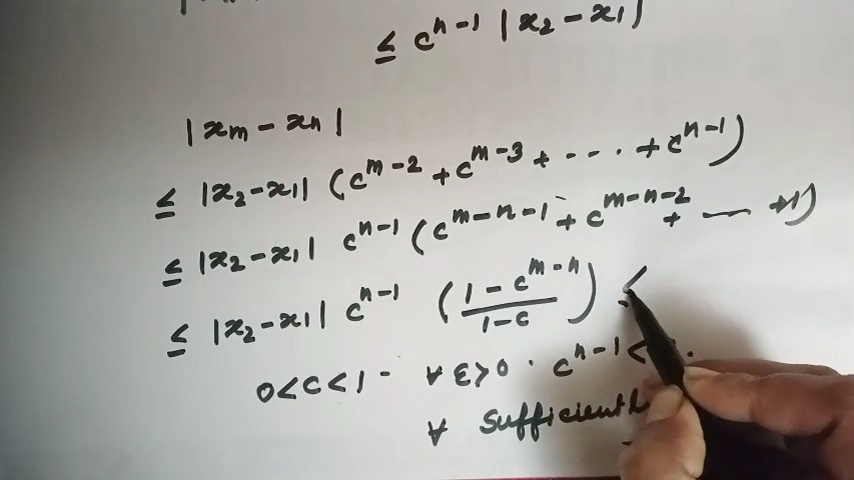 ≤ c^{n-1} |x₂ - x₁|
|xₘ - xₙ|
≤ |x₂ - x₁| (c^{m-2} + c^{m-3} + - - - . + c^{n-1})
≤ |x₂ - x₁| c^{n-1} (c^{m-n-1} + c^{m-n-2} + — +1)
≤ |x₂ - x₁| c^{n-1} ((1 - c^{m-n})/(1-c)) ≤
0<c<1 - ∀ ε>0 . c^{n-1} <
∀